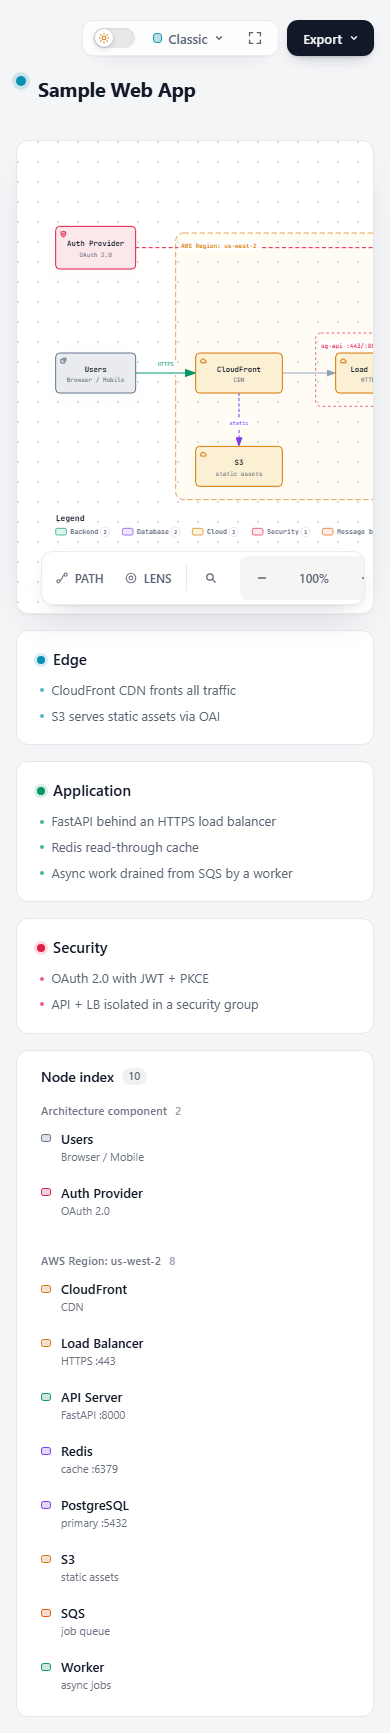 Classic
Export
Sample Web App
Auth Provider
OAuth 2.0
AWS Region: us-west-2
sg-api :443/:80
Users
Browser / Mobile
HTTPS
CloudFront
CDN
Load
static
S3
static assets
Legend
Backend 2
Database 2
Cloud 3
Security 1
Message
PATH
LENS
100%
Edge
CloudFront CDN fronts all traffic
S3 serves static assets via OAI
Application
FastAPI behind an HTTPS load balancer
Redis read-through cache
Async work drained from SQS by a worker
Security
OAuth 2.0 with JWT + PKCE
API + LB isolated in a security group
Node index 10
Architecture component 2
Users
Browser / Mobile
Auth Provider
OAuth 2.0
AWS Region: us-west-2 8
CloudFront
CDN
Load Balancer
HTTPS :443
API Server
FastAPI :8000
Redis
cache :6379
PostgreSQL
primary :5432
S3
static assets
SQS
job queue
Worker
async jobs